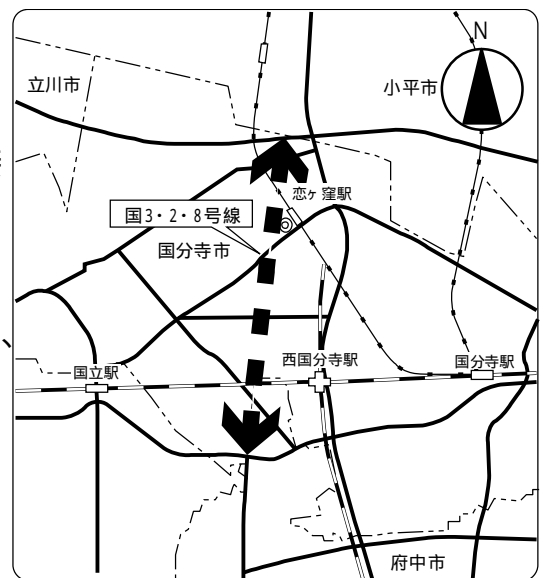 N
立川市
小平市
恋ヶ窪駅
国3・2・8号線
国分寺市
西国分寺駅
国分寺駅
国立駅
府中市